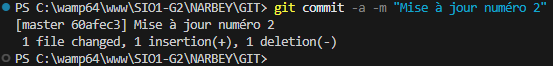 PS C:\wamp64\www\SIO1-G2\NARBEY\GIT> git commit -a -m "Mise à jour numéro 2"
[master 60afec3] Mise à jour numéro 2
 1 file changed, 1 insertion(+), 1 deletion(-)
PS C:\wamp64\www\SIO1-G2\NARBEY\GIT>